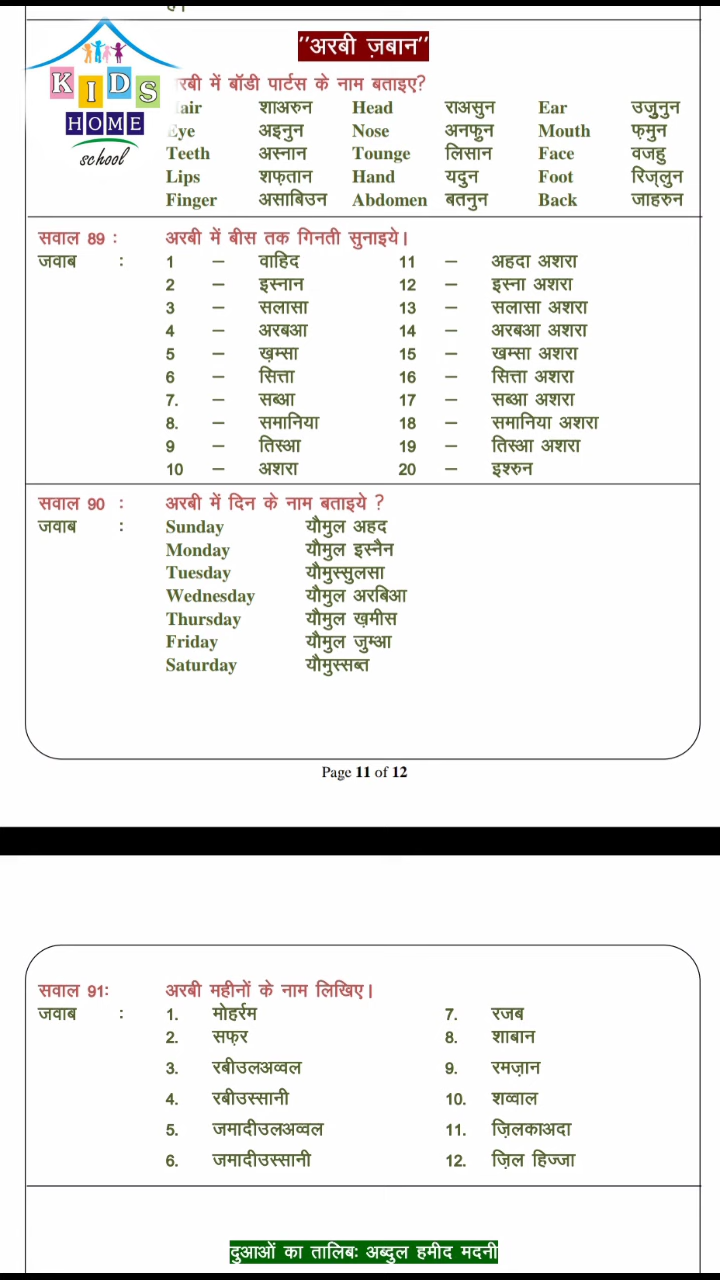 है।
"अरबी ज़बान"
KIDS
HOME
school
रबी में बॉडी पार्टस के नाम बताइए?
air शाअरुन Head राअसुन Ear उज़ुनुन
Eye अइनुन Nose अनफ़ुन Mouth फ़मुन
Teeth अस्नान Tounge लिसान Face वजहु
Lips शफ़तान Hand यदुन Foot रिज्लुन
Finger असाबिउन Abdomen बतनुन Back जाहरुन
सवाल 89 : अरबी में बीस तक गिनती सुनाइये।
जवाब : 1 – वाहिद 11 – अहदा अशरा
2 – इस्नान 12 – इस्ना अशरा
3 – सलासा 13 – सलासा अशरा
4 – अरबआ 14 – अरबआ अशरा
5 – ख़म्सा 15 – खम्सा अशरा
6 – सित्ता 16 – सित्ता अशरा
7. – सब्आ 17 – सब्आ अशरा
8. – समानिया 18 – समानिया अशरा
9 – तिस्आ 19 – तिस्आ अशरा
10 – अशरा 20 – इश्रुन
सवाल 90 : अरबी में दिन के नाम बताइये ?
जवाब : Sunday यौमुल अहद
Monday यौमुल इस्नैन
Tuesday यौमुस्सुलसा
Wednesday यौमुल अरबिआ
Thursday यौमुल ख़मीस
Friday यौमुल जुम्आ
Saturday यौमुस्सब्त
Page 11 of 12
सवाल 91: अरबी महीनों के नाम लिखिए।
जवाब : 1. मोहर्रम 7. रजब
2. सफ़र 8. शाबान
3. रबीउलअव्वल 9. रमज़ान
4. रबीउस्सानी 10. शव्वाल
5. जमादीउलअव्वल 11. ज़िलकाअदा
6. जमादीउस्सानी 12. ज़िल हिज्जा
दुआओं का तालिब: अब्दुल हमीद मदनी